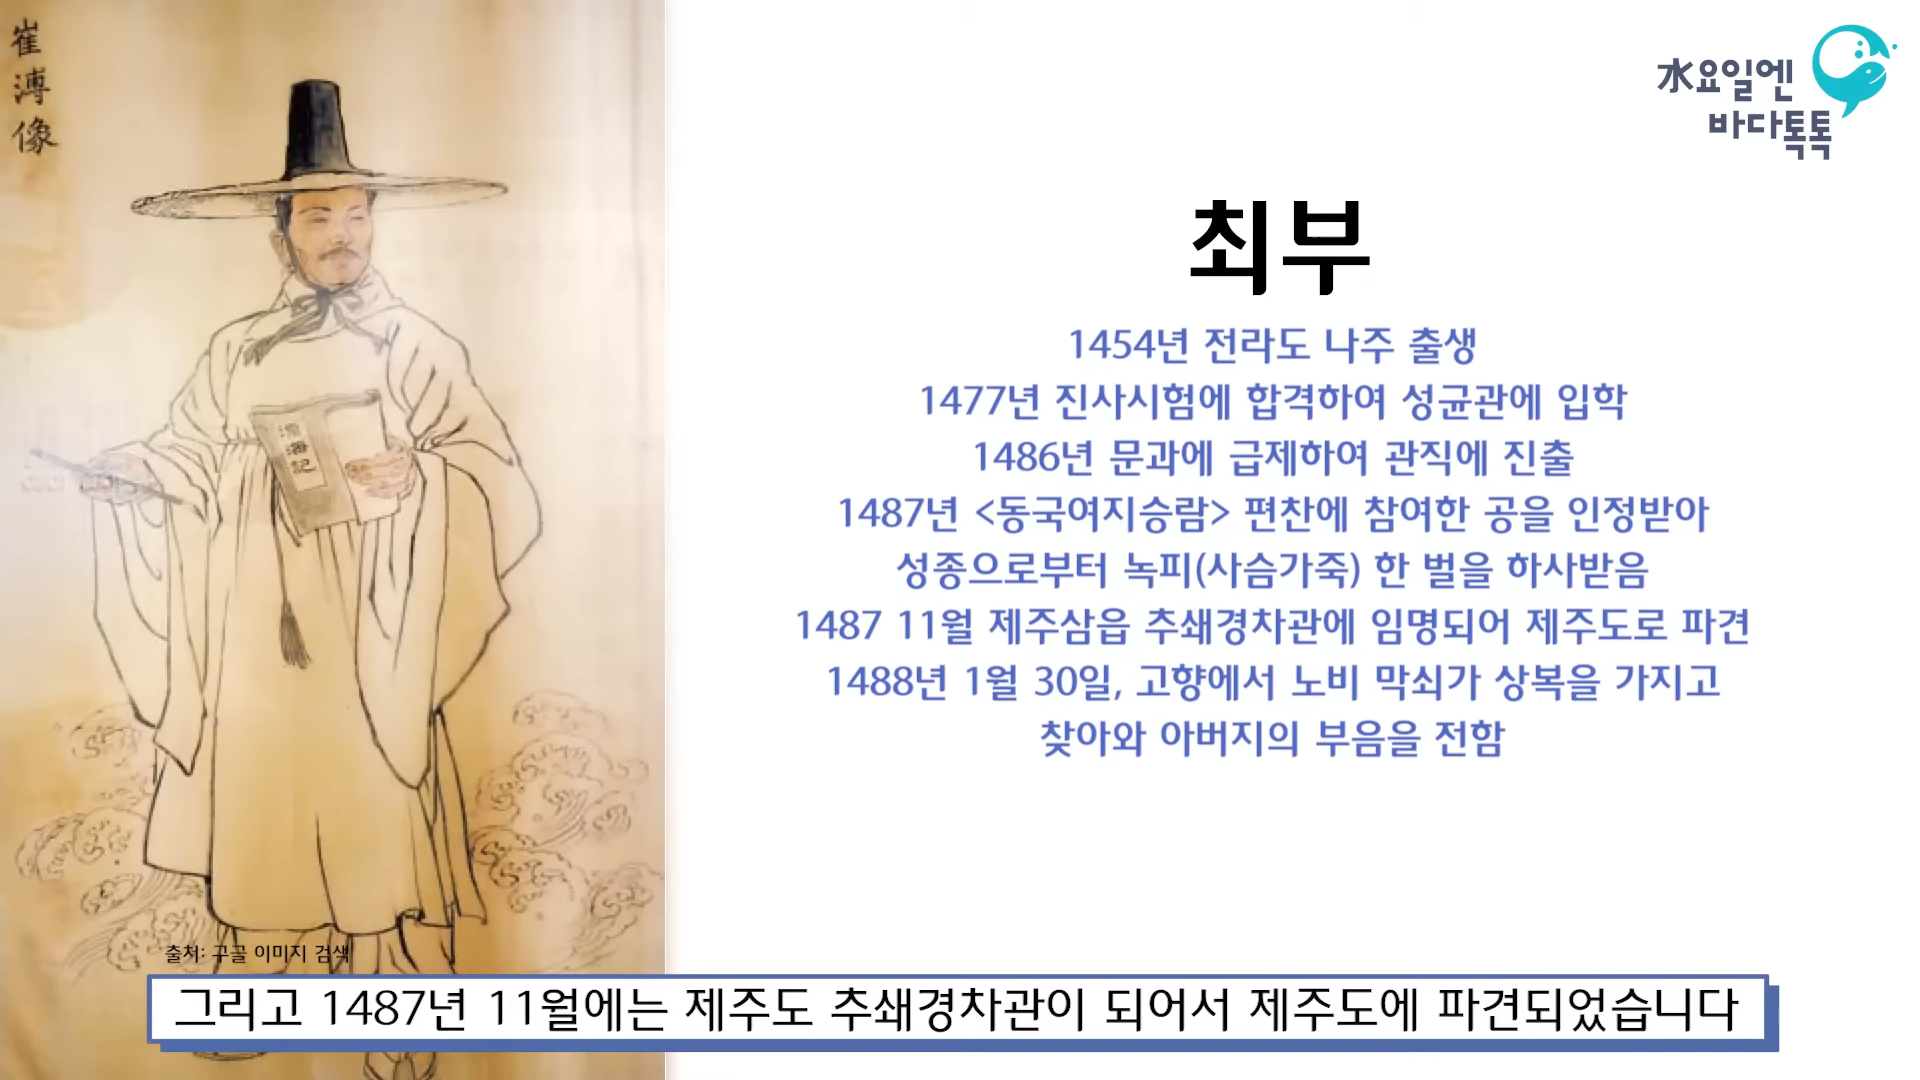 崔
溥
像
水요일엔
바다톡톡
최부
1454년 전라도 나주 출생
1477년 진사시험에 합격하여 성균관에 입학
1486년 문과에 급제하여 관직에 진출
1487년 <동국여지승람> 편찬에 참여한 공을 인정받아
성종으로부터 녹피(사슴가죽) 한 벌을 하사받음
1487 11월 제주삼읍 추쇄경차관에 임명되어 제주도로 파견
1488년 1월 30일, 고향에서 노비 막쇠가 상복을 가지고
찾아와 아버지의 부음을 전함
漂海記
출처: 구글 이미지 검색
그리고 1487년 11월에는 제주도 추쇄경차관이 되어서 제주도에 파견되었습니다